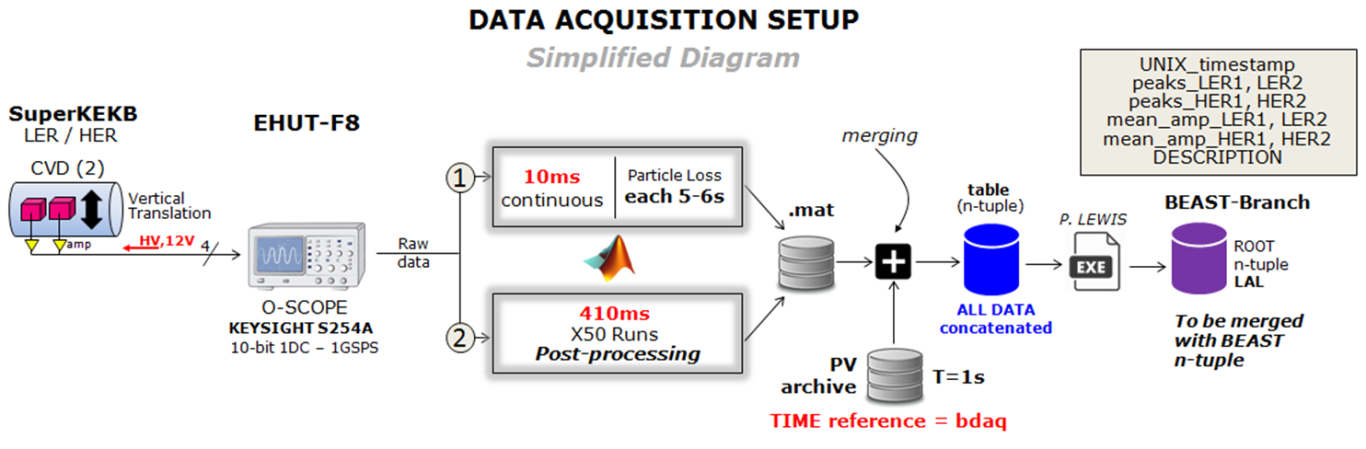 DATA ACQUISITION SETUP
Simplified Diagram
UNIX_timestamp
peaks_LER1, LER2
peaks_HER1, HER2
mean_amp_LER1, LER2
mean_amp_HER1, HER2
DESCRIPTION
SuperKEKB
LER / HER
CVD (2)
Vertical
Translation
amp
HV,12V
4
EHUT-F8
O-SCOPE
KEYSIGHT S254A
10-bit 1DC – 1GSPS
Raw
data
1
10ms
continuous
Particle Loss
each 5-6s
2
410ms
X50 Runs
Post-processing
.mat
merging
+
PV
archive
T=1s
TIME reference = bdaq
table
(n-tuple)
ALL DATA
concatenated
P. LEWIS
EXE
BEAST-Branch
ROOT
n-tuple
LAL
To be merged
with BEAST
n-tuple